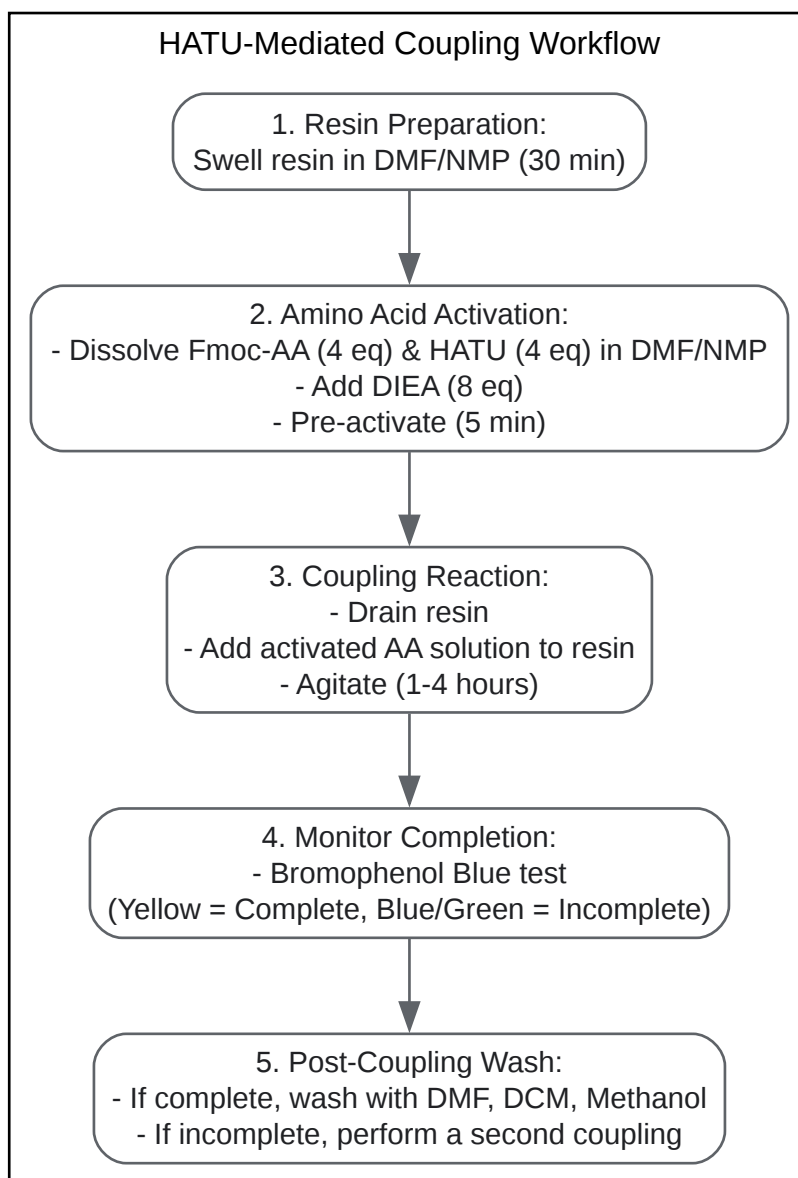 HATU-Mediated Coupling Workflow
1. Resin Preparation:
Swell resin in DMF/NMP (30 min)
2. Amino Acid Activation:
- Dissolve Fmoc-AA (4 eq) & HATU (4 eq) in DMF/NMP
- Add DIEA (8 eq)
- Pre-activate (5 min)
3. Coupling Reaction:
- Drain resin
- Add activated AA solution to resin
- Agitate (1-4 hours)
4. Monitor Completion:
- Bromophenol Blue test
(Yellow = Complete, Blue/Green = Incomplete)
5. Post-Coupling Wash:
- If complete, wash with DMF, DCM, Methanol
- If incomplete, perform a second coupling